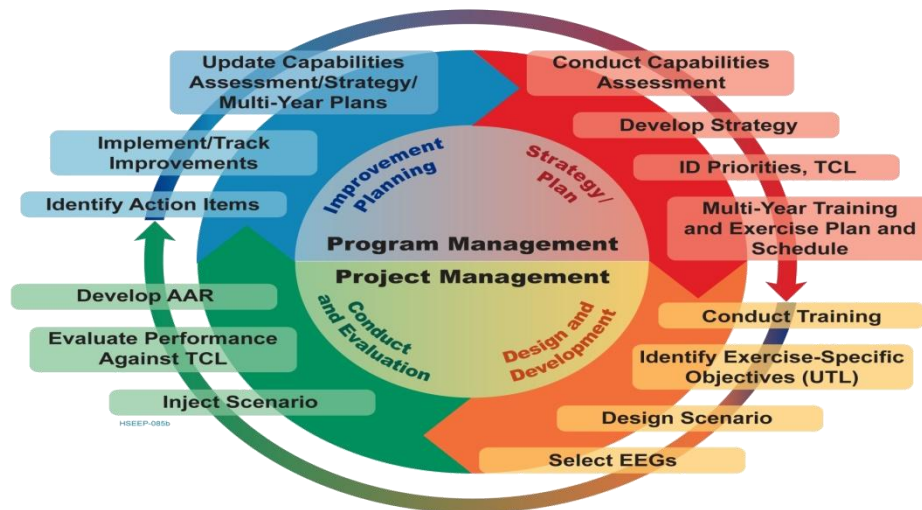 Update Capabilities
Assessment/Strategy/
Multi-Year Plans
Implement/Track
Improvements
Identify Action Items
Improvement
Planning
Strategy/
Plan
Conduct Capabilities
Assessment
Develop Strategy
ID Priorities, TCL
Multi-Year Training
and Exercise Plan and
Schedule
Program Management
Project Management
Develop AAR
Evaluate Performance
Against TCL
Inject Scenario
HSEEP-085b
Conduct
and Evaluation
Design and
Development
Conduct Training
Identify Exercise-Specific
Objectives (UTL)
Design Scenario
Select EEGs